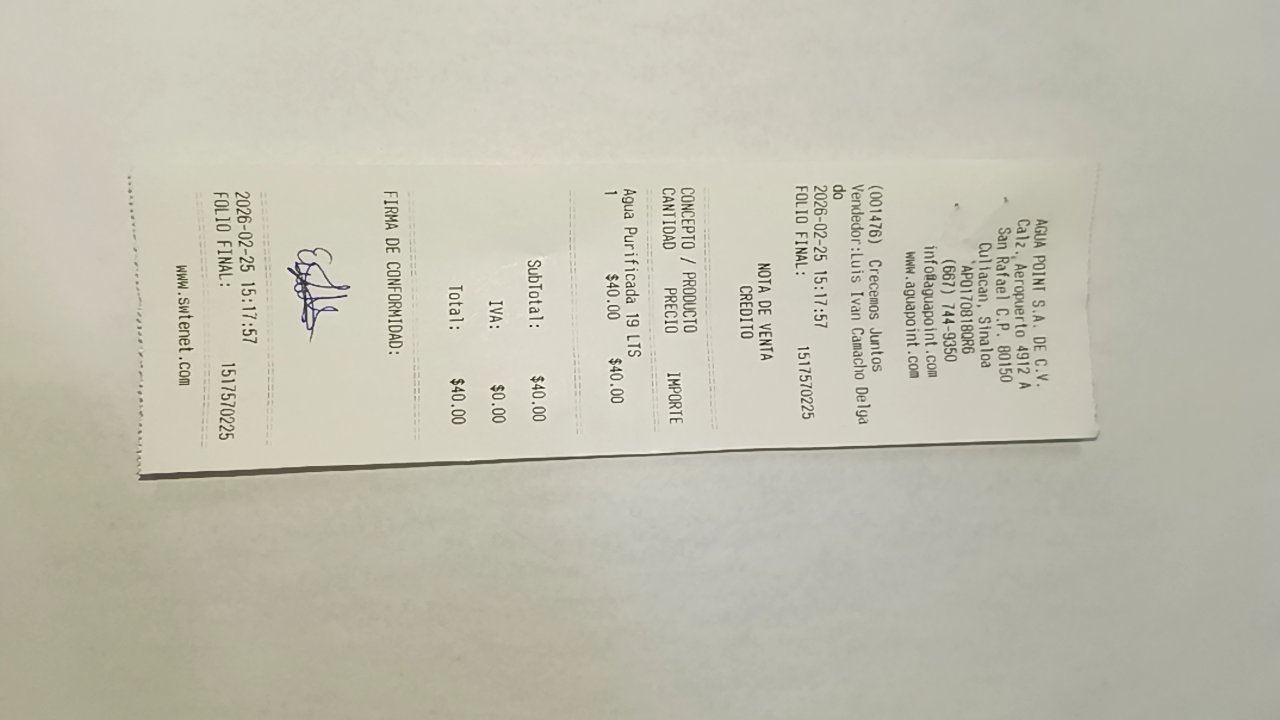 AGUA POINT S.A. DE C.V.
Calz. Aeropuerto 4912 A
San Rafael C.P. 80150
Culiacan, Sinaloa
APO170818QR6
(667) 744-9350
info@aguapoint.com
www.aguapoint.com
(001476) Crecemos Juntos
Vendedor:Luis Ivan Camacho Delga
do
2026-02-25 15:17:57
FOLIO FINAL: 1517570225
NOTA DE VENTA
CREDITO
CONCEPTO / PRODUCTO
CANTIDAD PRECIO IMPORTE
Agua Purificada 19 LTS
1 $40.00 $40.00
SubTotal: $40.00
IVA: $0.00
Total: $40.00
FIRMA DE CONFORMIDAD:
2026-02-25 15:17:57
FOLIO FINAL: 1517570225
www.swtenet.com